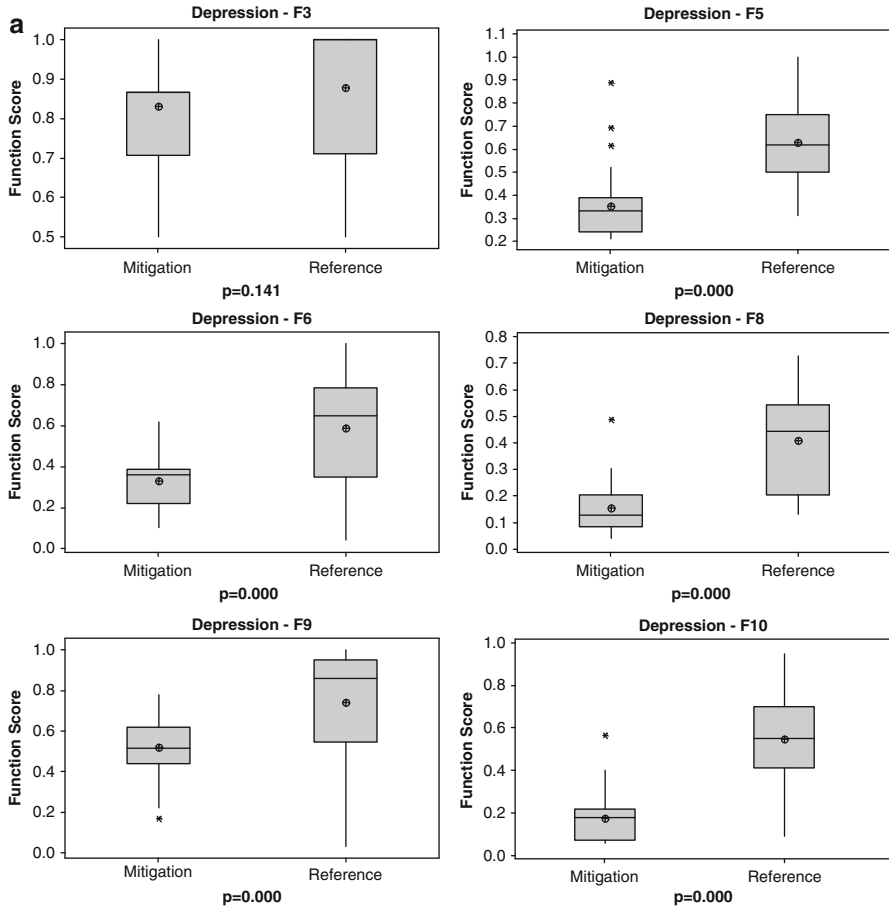 a
Depression - F3
Function Score
1.0
0.9
0.8
0.7
0.6
0.5
Mitigation
Reference
p=0.141
Depression - F5
Function Score
1.1
1.0
0.9
0.8
0.7
0.6
0.5
0.4
0.3
0.2
Mitigation
Reference
p=0.000
Depression - F6
Function Score
1.0
0.8
0.6
0.4
0.2
0.0
Mitigation
Reference
p=0.000
Depression - F8
Function Score
0.8
0.7
0.6
0.5
0.4
0.3
0.2
0.1
0.0
Mitigation
Reference
p=0.000
Depression - F9
Function Score
1.0
0.8
0.6
0.4
0.2
0.0
Mitigation
Reference
p=0.000
Depression - F10
Function Score
1.0
0.8
0.6
0.4
0.2
0.0
Mitigation
Reference
p=0.000